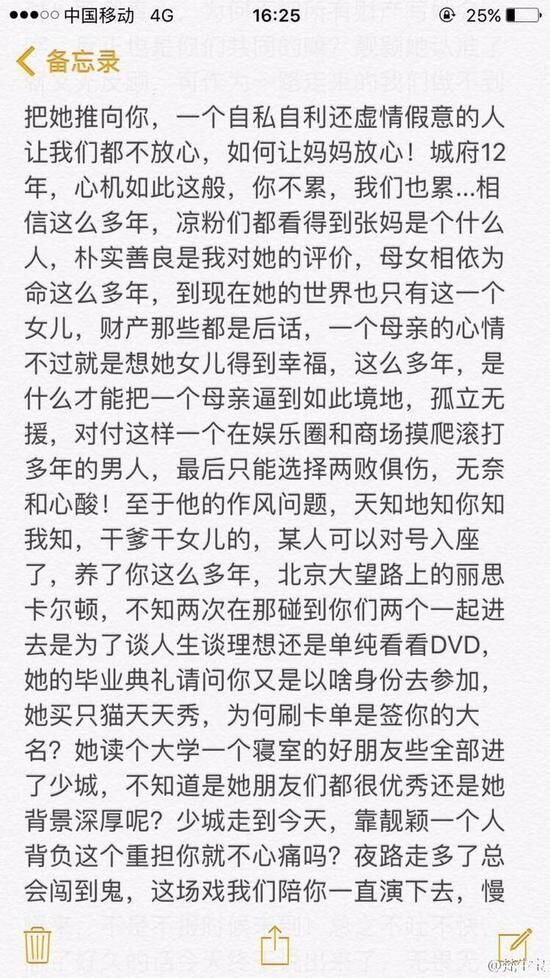 中国移动 4G 16:25 25%
备忘录
把她推向你，一个自私自利还虚情假意的人
让我们都不放心，如何让妈妈放心！城府12
年，心机如此这般，你不累，我们也累...相
信这么多年，凉粉们都看得到张妈是个什么
人，朴实善良是我对她的评价，母女相依为
命这么多年，到现在她的世界也只有这一个
女儿，财产那些都是后话，一个母亲的心情
不过就是想她女儿得到幸福，这么多年，是
什么才能把一个母亲逼到如此境地，孤立无
援，对付这样一个在娱乐圈和商场摸爬滚打
多年的男人，最后只能选择两败俱伤，无奈
和心酸！至于他的作风问题，天知地知你知
我知，干爹干女儿的，某人可以对号入座
了，养了你这么多年，北京大望路上的丽思
卡尔顿，不知两次在那碰到你们两个一起进
去是为了谈人生谈理想还是单纯看看DVD，
她的毕业典礼请问你又是以啥身份去参加，
她买只猫天天秀，为何刷卡单是签你的大
名？她读个大学一个寝室的好朋友些全部进
了少城，不知道是她朋友们都很优秀还是她
背景深厚呢？少城走到今天，靠靓颖一个人
背负这个重担你就不心痛吗？夜路走多了总
会闯到鬼，这场戏我们陪你一直演下去，慢